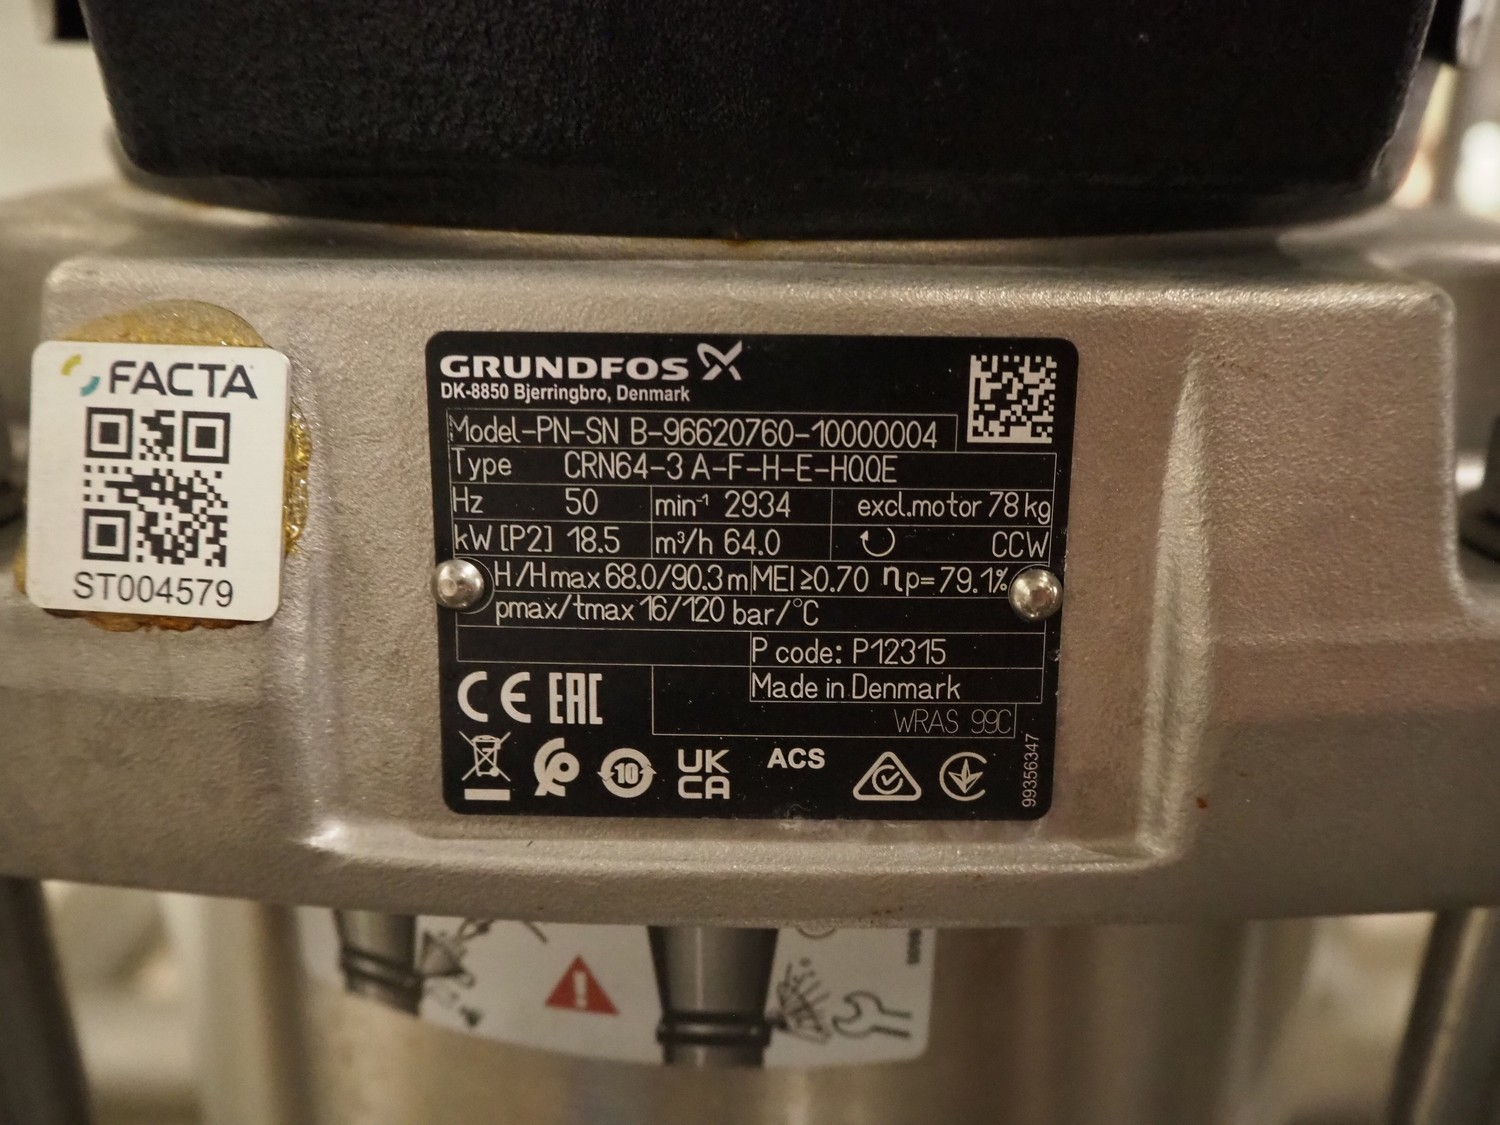 FACTA
ST004579
GRUNDFOS
DK-8850 Bjerringbro, Denmark
Model-PN-SN B-96620760-10000004
Type CRN64-3 A-F-H-E-HQQE
Hz 50 min⁻¹ 2934 excl.motor 78 kg
kW [P2] 18.5 m³/h 64.0 CCW
H/Hmax 68.0/90.3 m MEI ≥0.70 ηp= 79.1%
pmax/tmax 16/120 bar/°C
P code: P12315
Made in Denmark
WRAS 99C
CE EAC
10 UK CA ACS
99356347